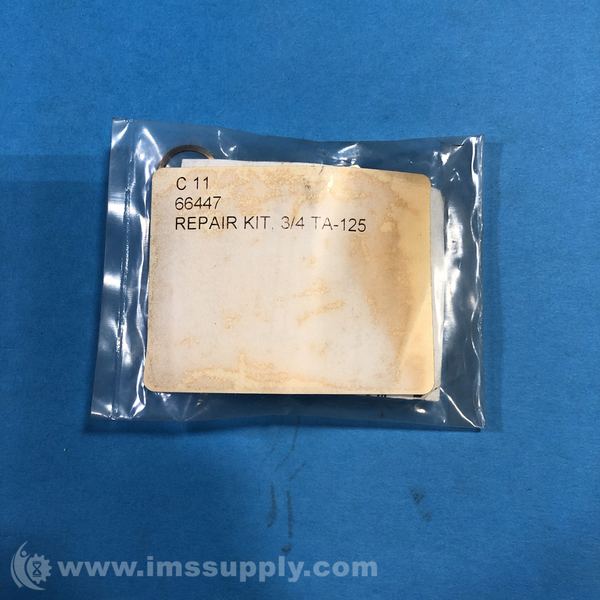 C 11
66447
REPAIR KIT, 3/4 TA-125
www.imssupply.com